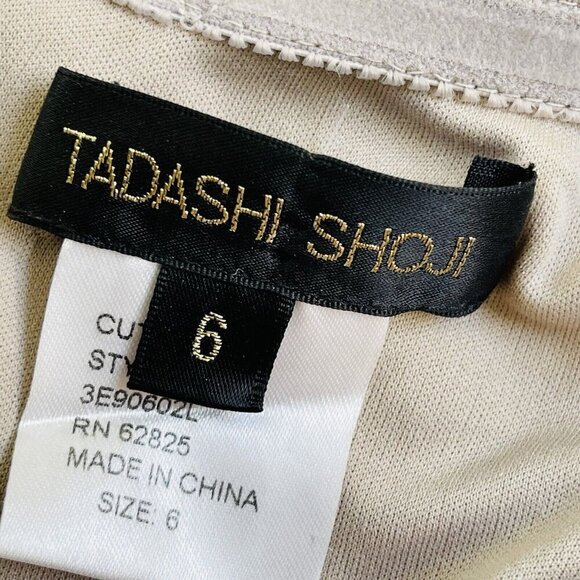 TADASHI SHOJI
6
CUT
STY
3E90602L
RN 62825
MADE IN CHINA
SIZE: 6